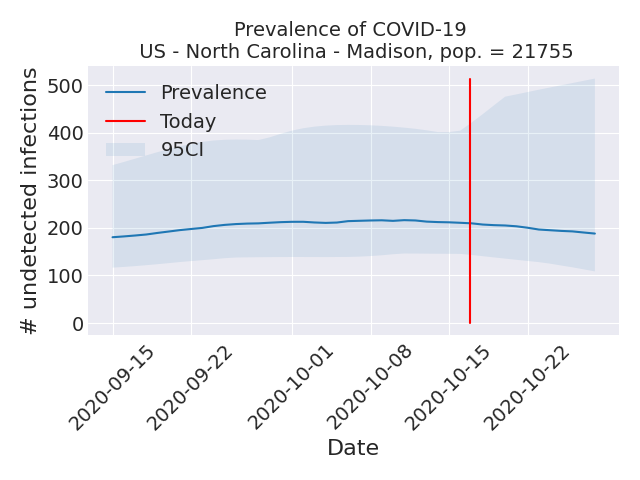 Prevalence of COVID-19
US - North Carolina - Madison, pop. = 21755
# undetected infections
500
400
300
200
100
0
Prevalence
Today
95CI
2020-09-15
2020-09-22
2020-10-01
2020-10-08
2020-10-15
2020-10-22
Date